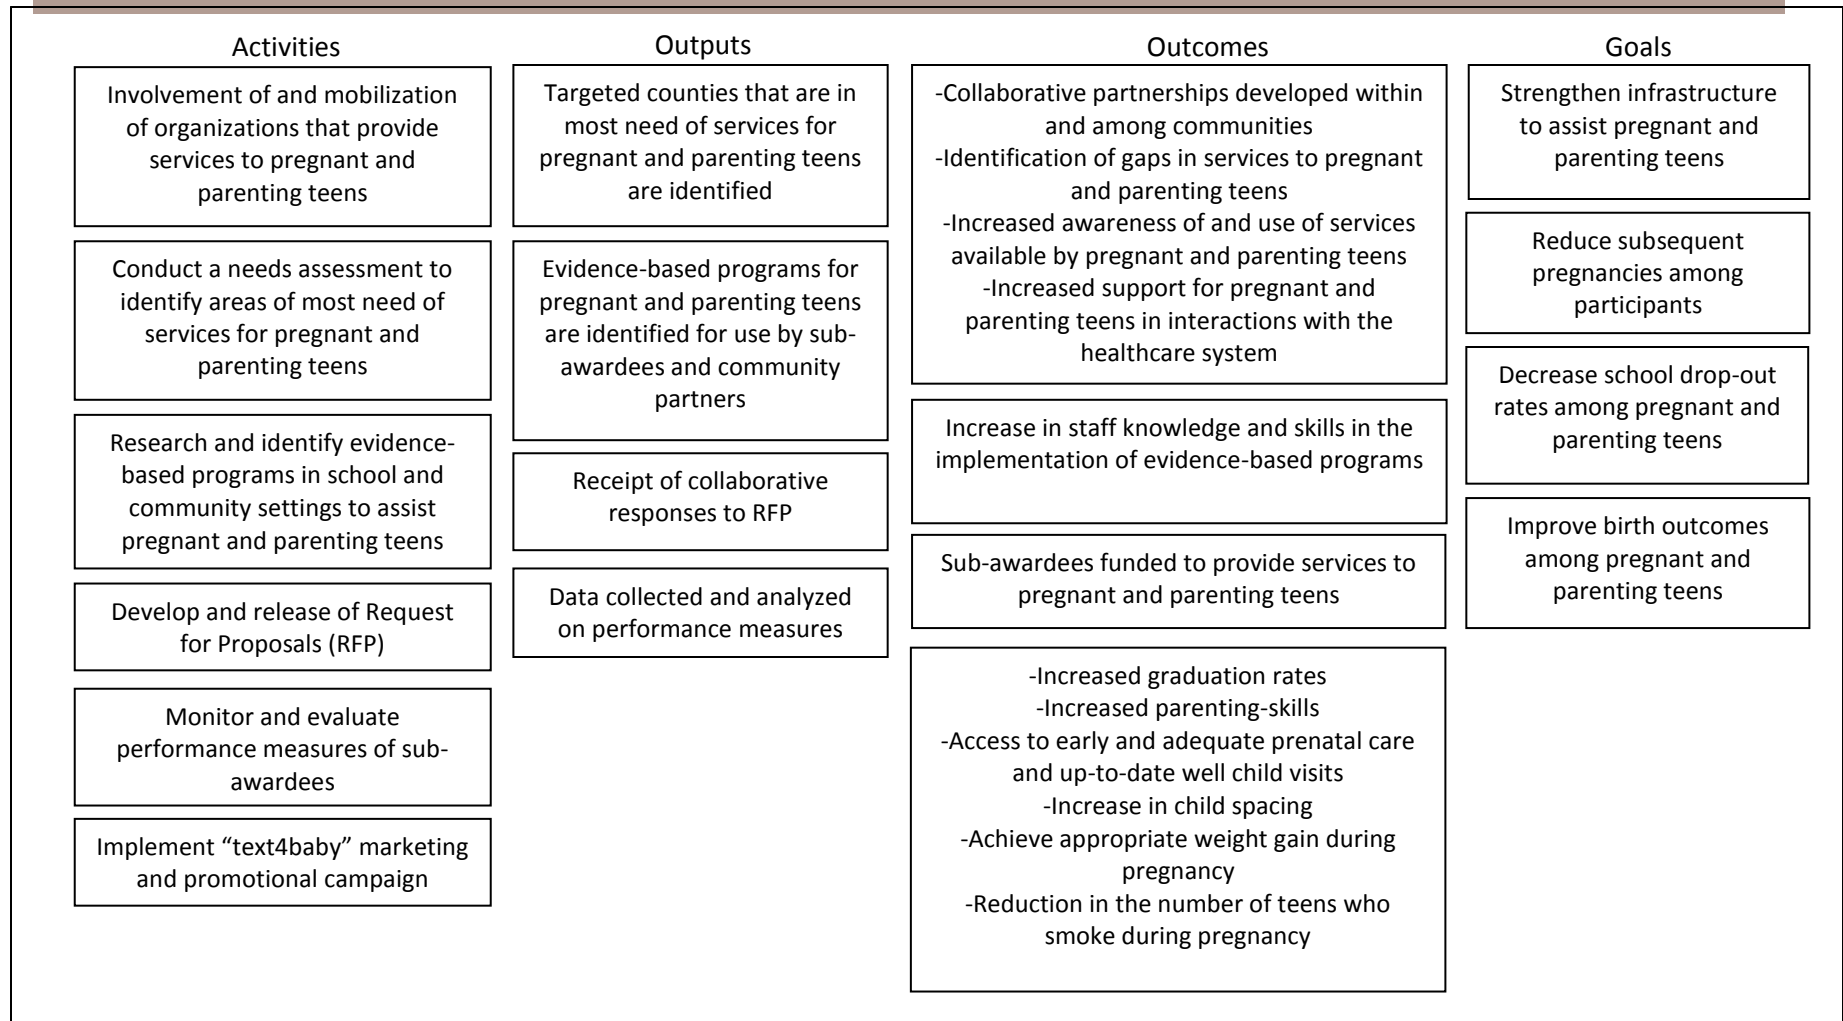 Activities
Involvement of and mobilization
of organizations that provide
services to pregnant and
parenting teens
Conduct a needs assessment to
identify areas of most need of
services for pregnant and
parenting teens
Research and identify evidence-
based programs in school and
community settings to assist
pregnant and parenting teens
Develop and release of Request
for Proposals (RFP)
Monitor and evaluate
performance measures of sub-
awardees
Implement “text4baby” marketing
and promotional campaign
Outputs
Targeted counties that are in
most need of services for
pregnant and parenting teens
are identified
Evidence-based programs for
pregnant and parenting teens
are identified for use by sub-
awardees and community
partners
Receipt of collaborative
responses to RFP
Data collected and analyzed
on performance measures
Outcomes
-Collaborative partnerships developed within
and among communities
-Identification of gaps in services to pregnant
and parenting teens
-Increased awareness of and use of services
available by pregnant and parenting teens
-Increased support for pregnant and
parenting teens in interactions with the
healthcare system
Increase in staff knowledge and skills in the
implementation of evidence-based programs
Sub-awardees funded to provide services to
pregnant and parenting teens
-Increased graduation rates
-Increased parenting-skills
-Access to early and adequate prenatal care
and up-to-date well child visits
-Increase in child spacing
-Achieve appropriate weight gain during
pregnancy
-Reduction in the number of teens who
smoke during pregnancy
Goals
Strengthen infrastructure
to assist pregnant and
parenting teens
Reduce subsequent
pregnancies among
participants
Decrease school drop-out
rates among pregnant and
parenting teens
Improve birth outcomes
among pregnant and
parenting teens